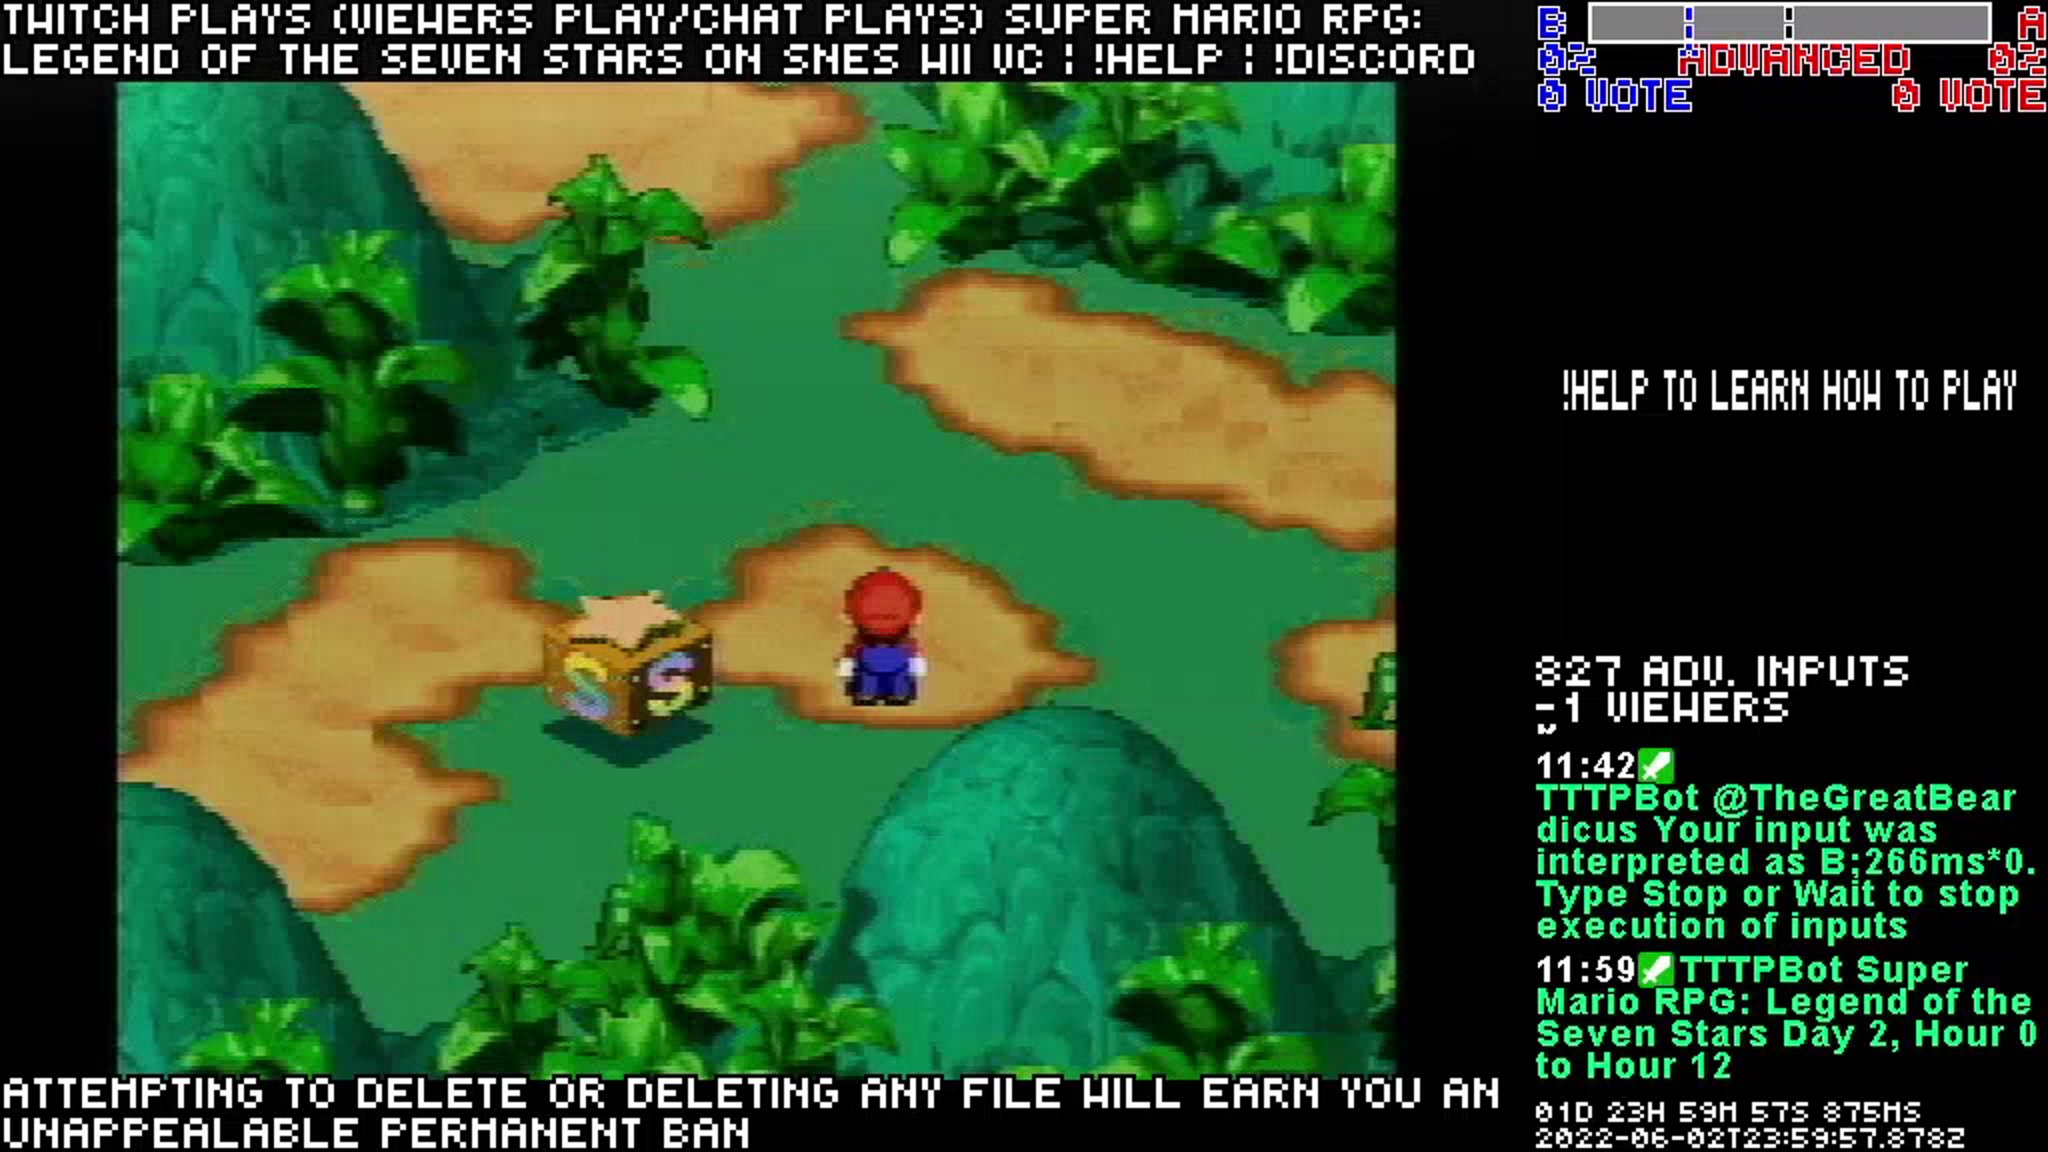 TWITCH PLAYS (VIEWERS PLAY/CHAT PLAYS) SUPER MARIO RPG:
LEGEND OF THE SEVEN STARS ON SNES WII VC ¦ !HELP ¦ !DISCORD
B A
0% ADVANCED 0%
0 VOTE 0 VOTE
!HELP TO LEARN HOW TO PLAY
S S
827 ADV. INPUTS
-1 VIEWERS
11:42
TTTPBot @TheGreatBear
dicus Your input was
interpreted as B;266ms*0.
Type Stop or Wait to stop
execution of inputs
11:59 TTTPBot Super
Mario RPG: Legend of the
Seven Stars Day 2, Hour 0
to Hour 12
ATTEMPTING TO DELETE OR DELETING ANY FILE WILL EARN YOU AN
UNAPPEALABLE PERMANENT BAN
01D 23H 59M 57S 875MS
2022-06-02T23:59:57.878Z